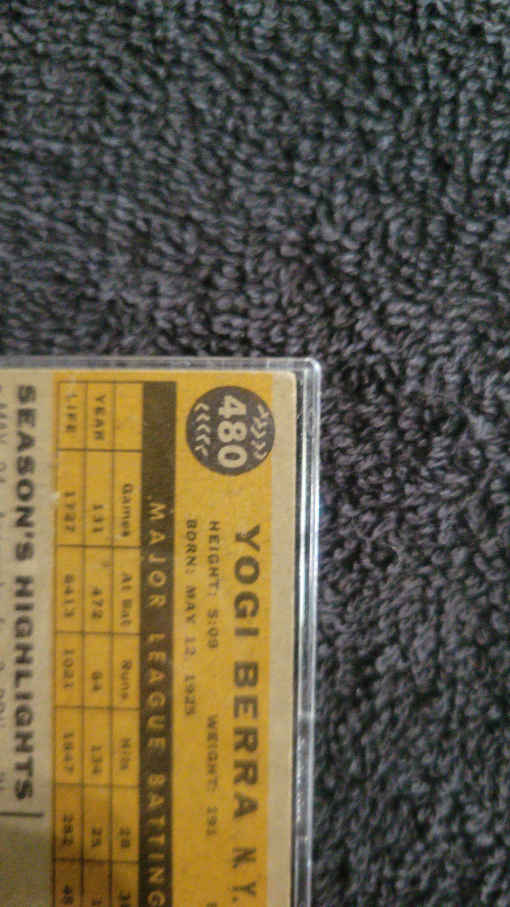 480
YOGI BERRA N.Y.
HEIGHT: 5:09 WEIGHT: 191
BORN: MAY 12, 1925
MAJOR LEAGUE BATTING
Games At Bat Runs Hits 2B
YEAR 131 472 64 134 25
LIFE 1727 6413 1021 1847 282
SEASON'S HIGHLIGHTS